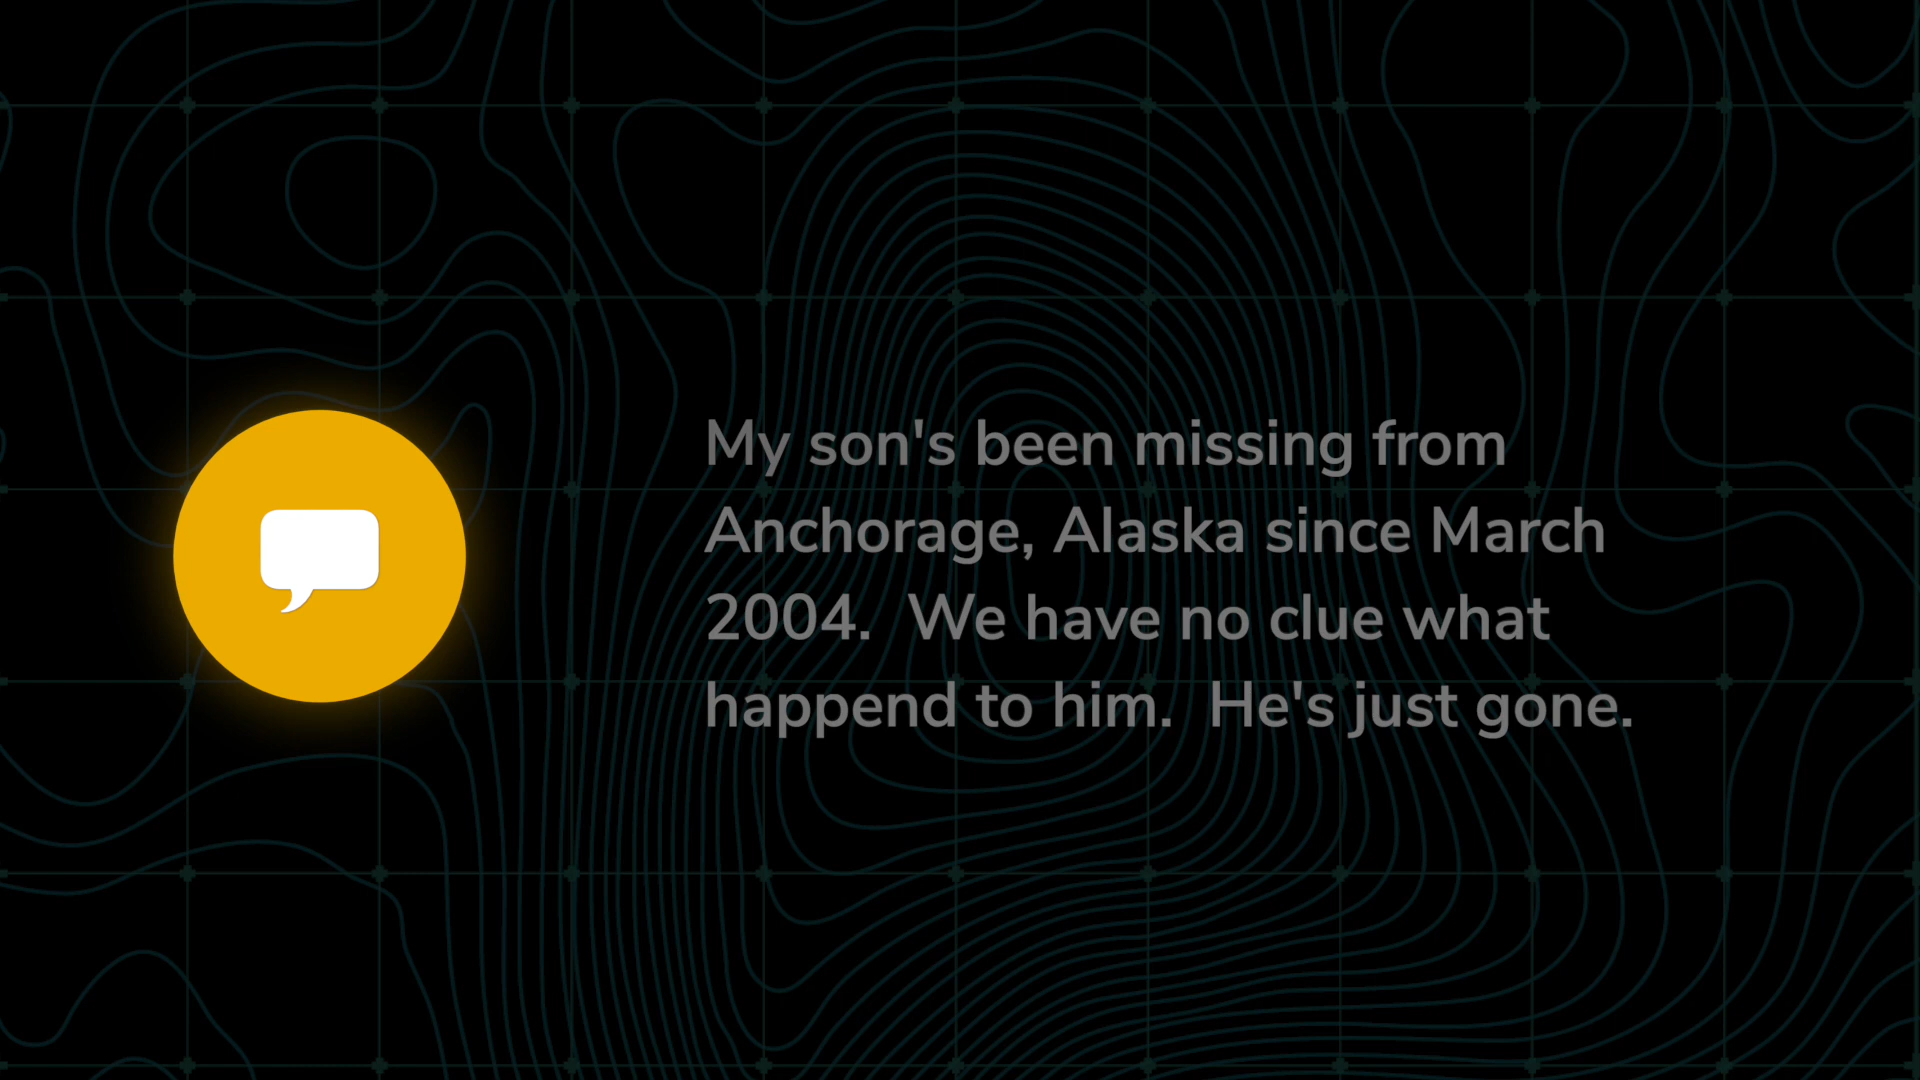 My son's been missing from
Anchorage, Alaska since March
2004.  We have no clue what
happend to him.  He's just gone.